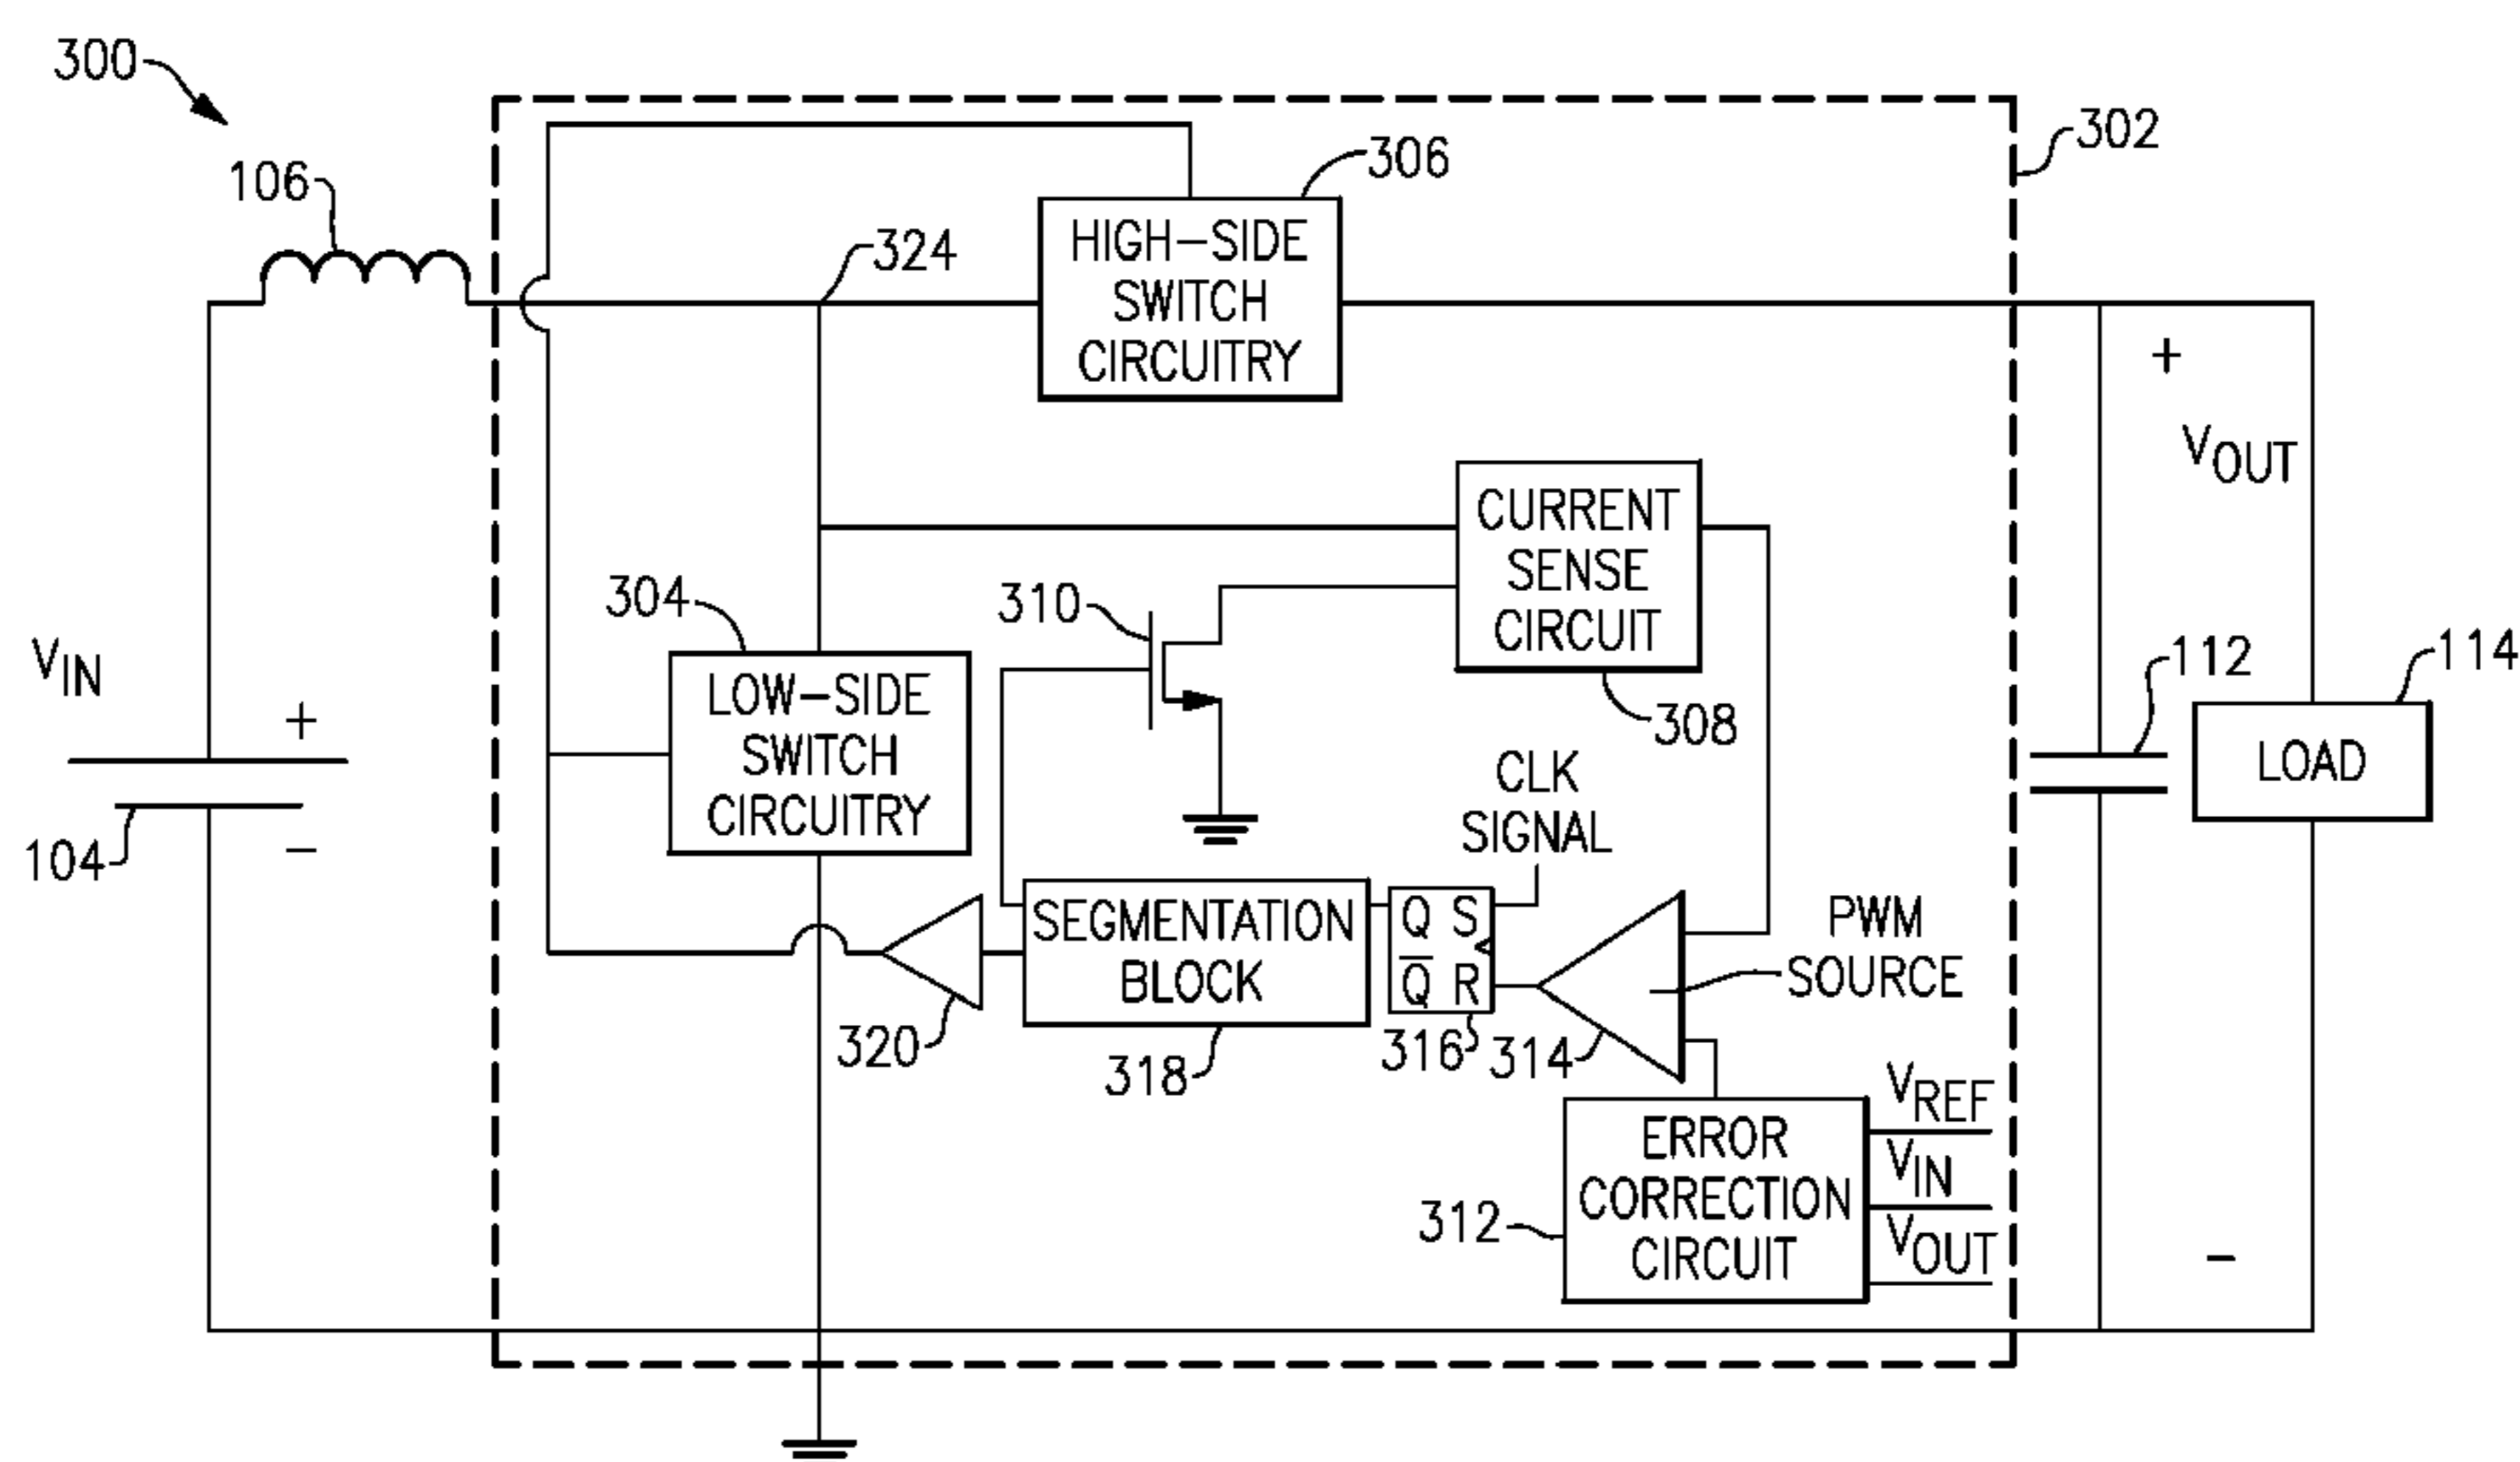 300
302
306
106
324
HIGH-SIDE
SWITCH
CIRCUITRY
+
VOUT
CURRENT
SENSE
CIRCUIT
304
310
308
VIN
+
-
104
LOW-SIDE
SWITCH
CIRCUITRY
112
114
LOAD
CLK
SIGNAL
PWM
SOURCE
SEGMENTATION
BLOCK
Q S
Q̅ R
320
318
316
314
VREF
VIN
VOUT
ERROR
CORRECTION
CIRCUIT
312
-